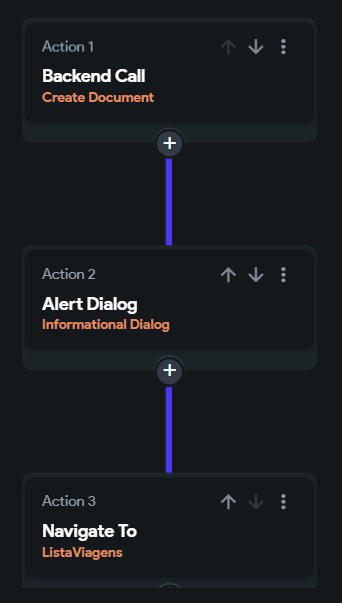 Action 1
Backend Call
Create Document
Action 2
Alert Dialog
Informational Dialog
Action 3
Navigate To
ListaViagens